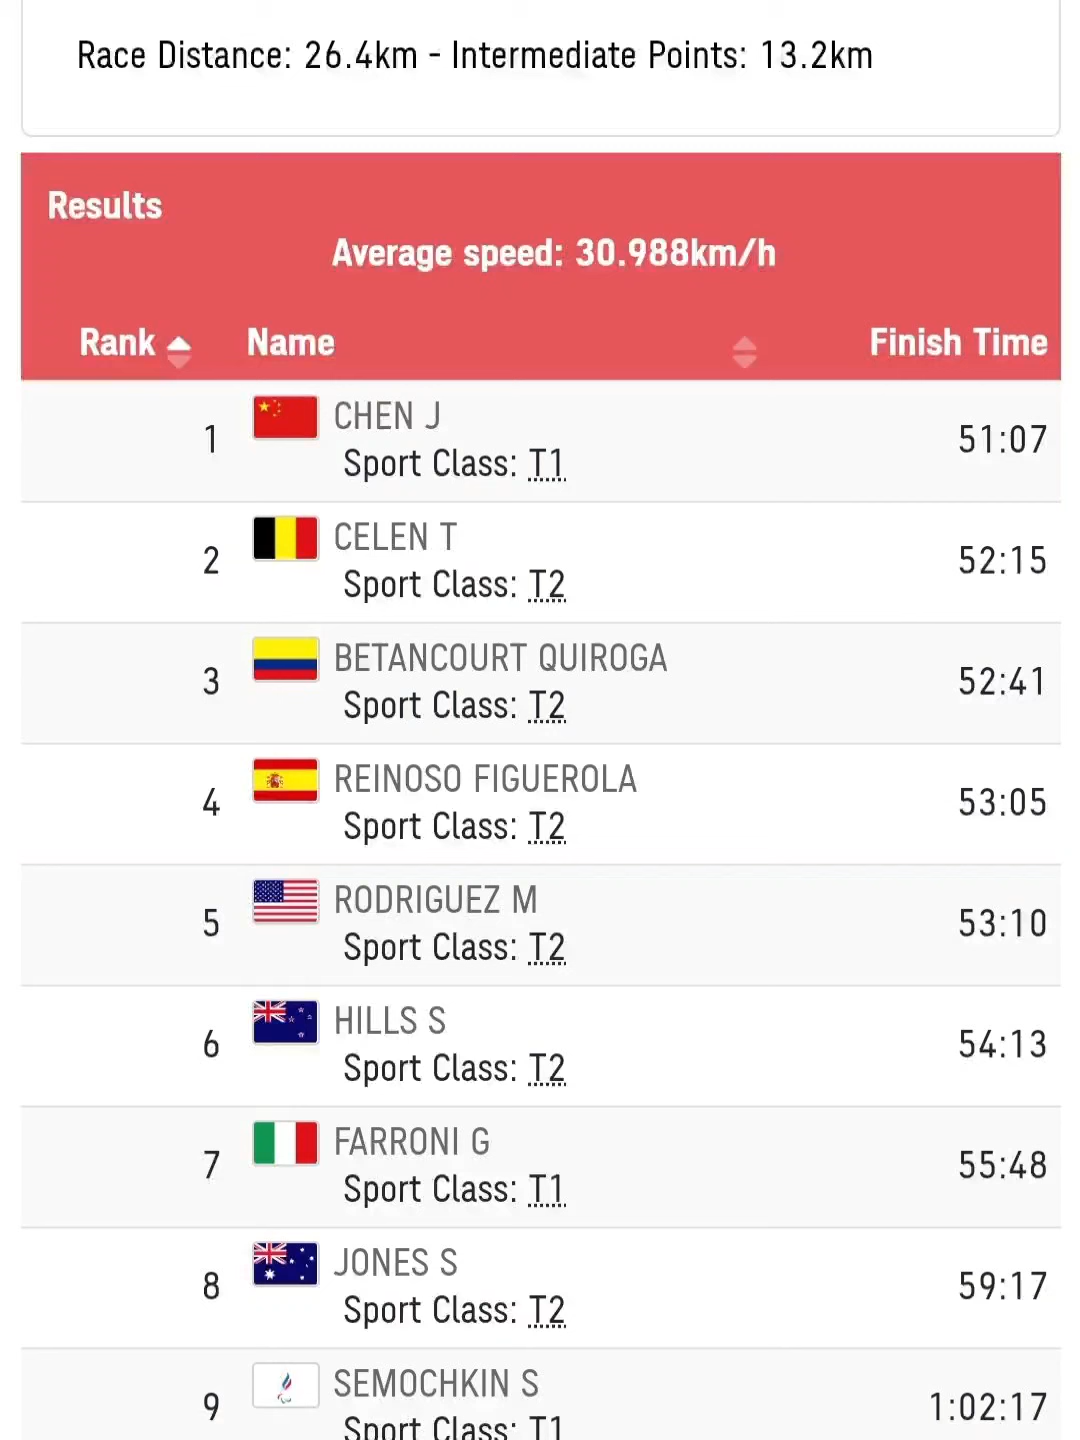 Race Distance: 26.4km - Intermediate Points: 13.2km
Results
Average speed: 30.988km/h
Rank Name Finish Time
1 CHEN J 51:07
Sport Class: T1
2 CELEN T 52:15
Sport Class: T2
3 BETANCOURT QUIROGA 52:41
Sport Class: T2
4 REINOSO FIGUEROLA 53:05
Sport Class: T2
5 RODRIGUEZ M 53:10
Sport Class: T2
6 HILLS S 54:13
Sport Class: T2
7 FARRONI G 55:48
Sport Class: T1
8 JONES S 59:17
Sport Class: T2
9 SEMOCHKIN S 1:02:17
Sport Class: T1